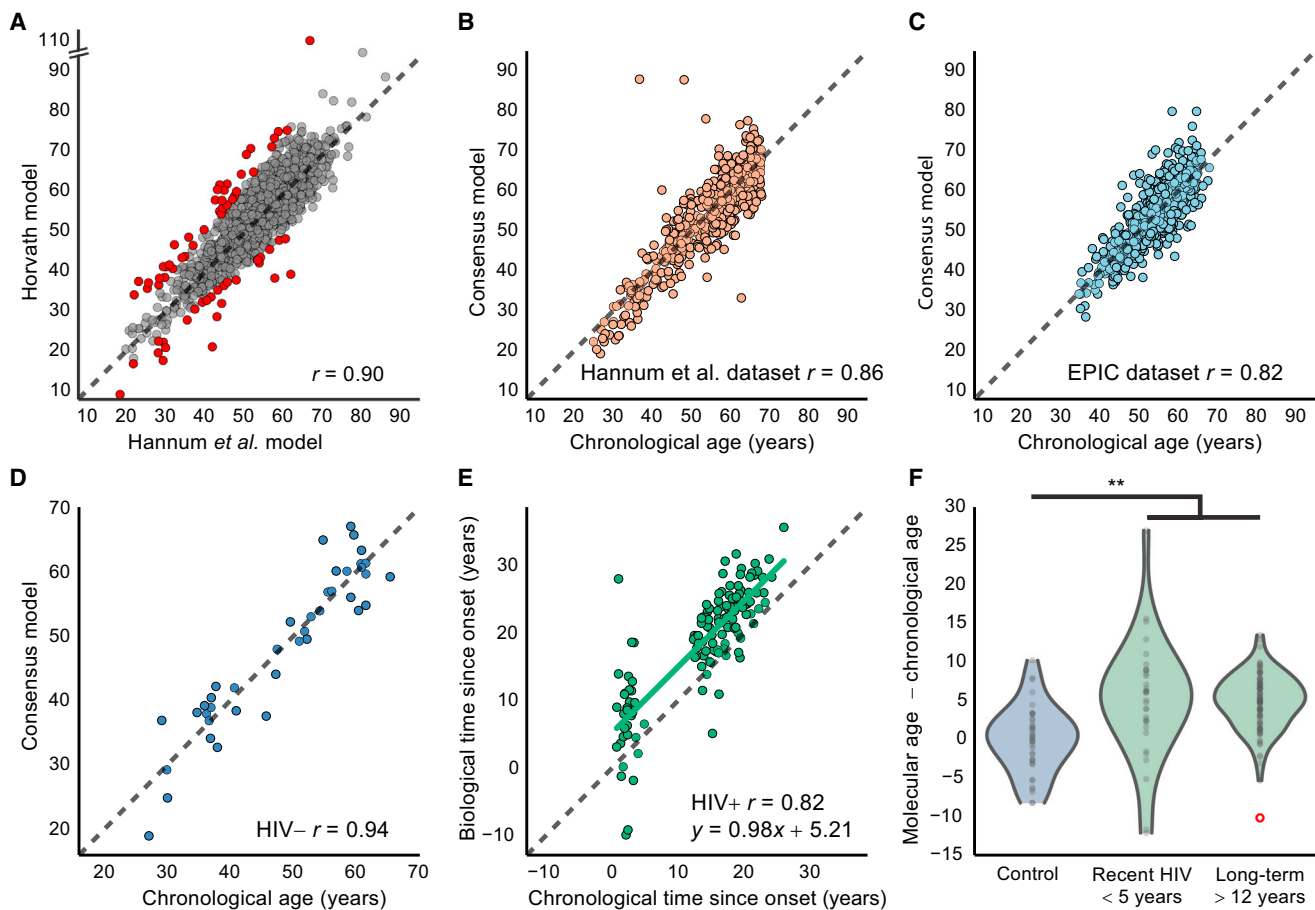 A
110
90
80
70
60
50
40
30
20
10
Horvath model
r = 0.90
10 20 30 40 50 60 70 80 90
Hannum et al. model
B
90
80
70
60
50
40
30
20
10
Consensus model
Hannum et al. dataset r = 0.86
10 20 30 40 50 60 70 80 90
Chronological age (years)
C
90
80
70
60
50
40
30
20
10
Consensus model
EPIC dataset r = 0.82
10 20 30 40 50 60 70 80 90
Chronological age (years)
D
70
60
50
40
30
20
Consensus model
HIV− r = 0.94
20 30 40 50 60 70
Chronological age (years)
E
30
20
10
0
−10
Biological time since onset (years)
HIV+ r = 0.82
y = 0.98x + 5.21
−10 0 10 20 30
Chronological time since onset (years)
F
30
25
20
15
10
5
0
−5
−10
−15
Molecular age − chronological age
**
Control
Recent HIV
< 5 years
Long-term
> 12 years